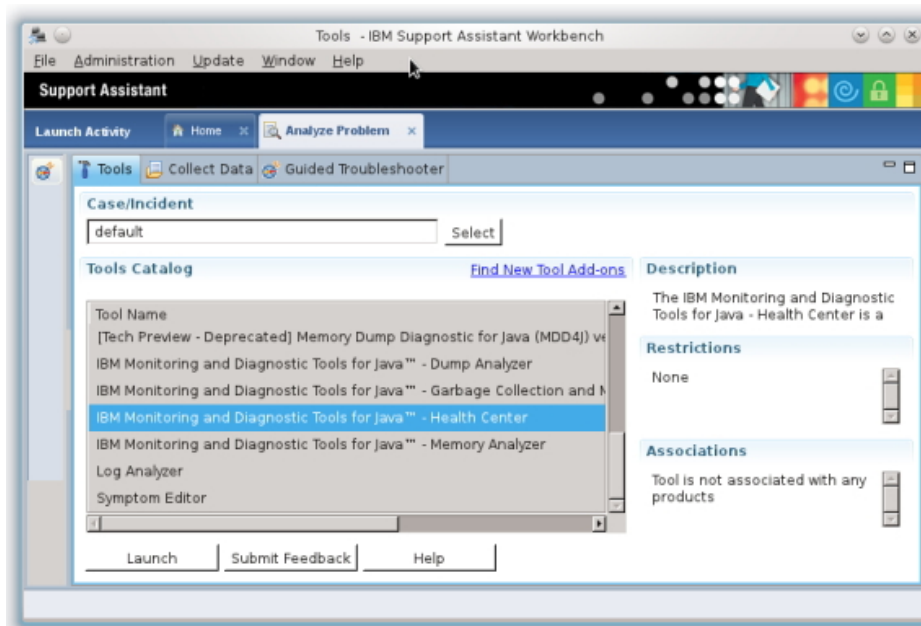 Tools - IBM Support Assistant Workbench
File Administration Update Window Help
Support Assistant
Launch Activity Home Analyze Problem
Tools Collect Data Guided Troubleshooter
Case/Incident
default Select
Tools Catalog Find New Tool Add-ons
Tool Name
[Tech Preview - Deprecated] Memory Dump Diagnostic for Java (MDD4J) ve
IBM Monitoring and Diagnostic Tools for Java™ - Dump Analyzer
IBM Monitoring and Diagnostic Tools for Java™ - Garbage Collection and M
IBM Monitoring and Diagnostic Tools for Java™ - Health Center
IBM Monitoring and Diagnostic Tools for Java™ - Memory Analyzer
Log Analyzer
Symptom Editor
Launch Submit Feedback Help
Description
The IBM Monitoring and Diagnostic
Tools for Java - Health Center is a
Restrictions
None
Associations
Tool is not associated with any
products